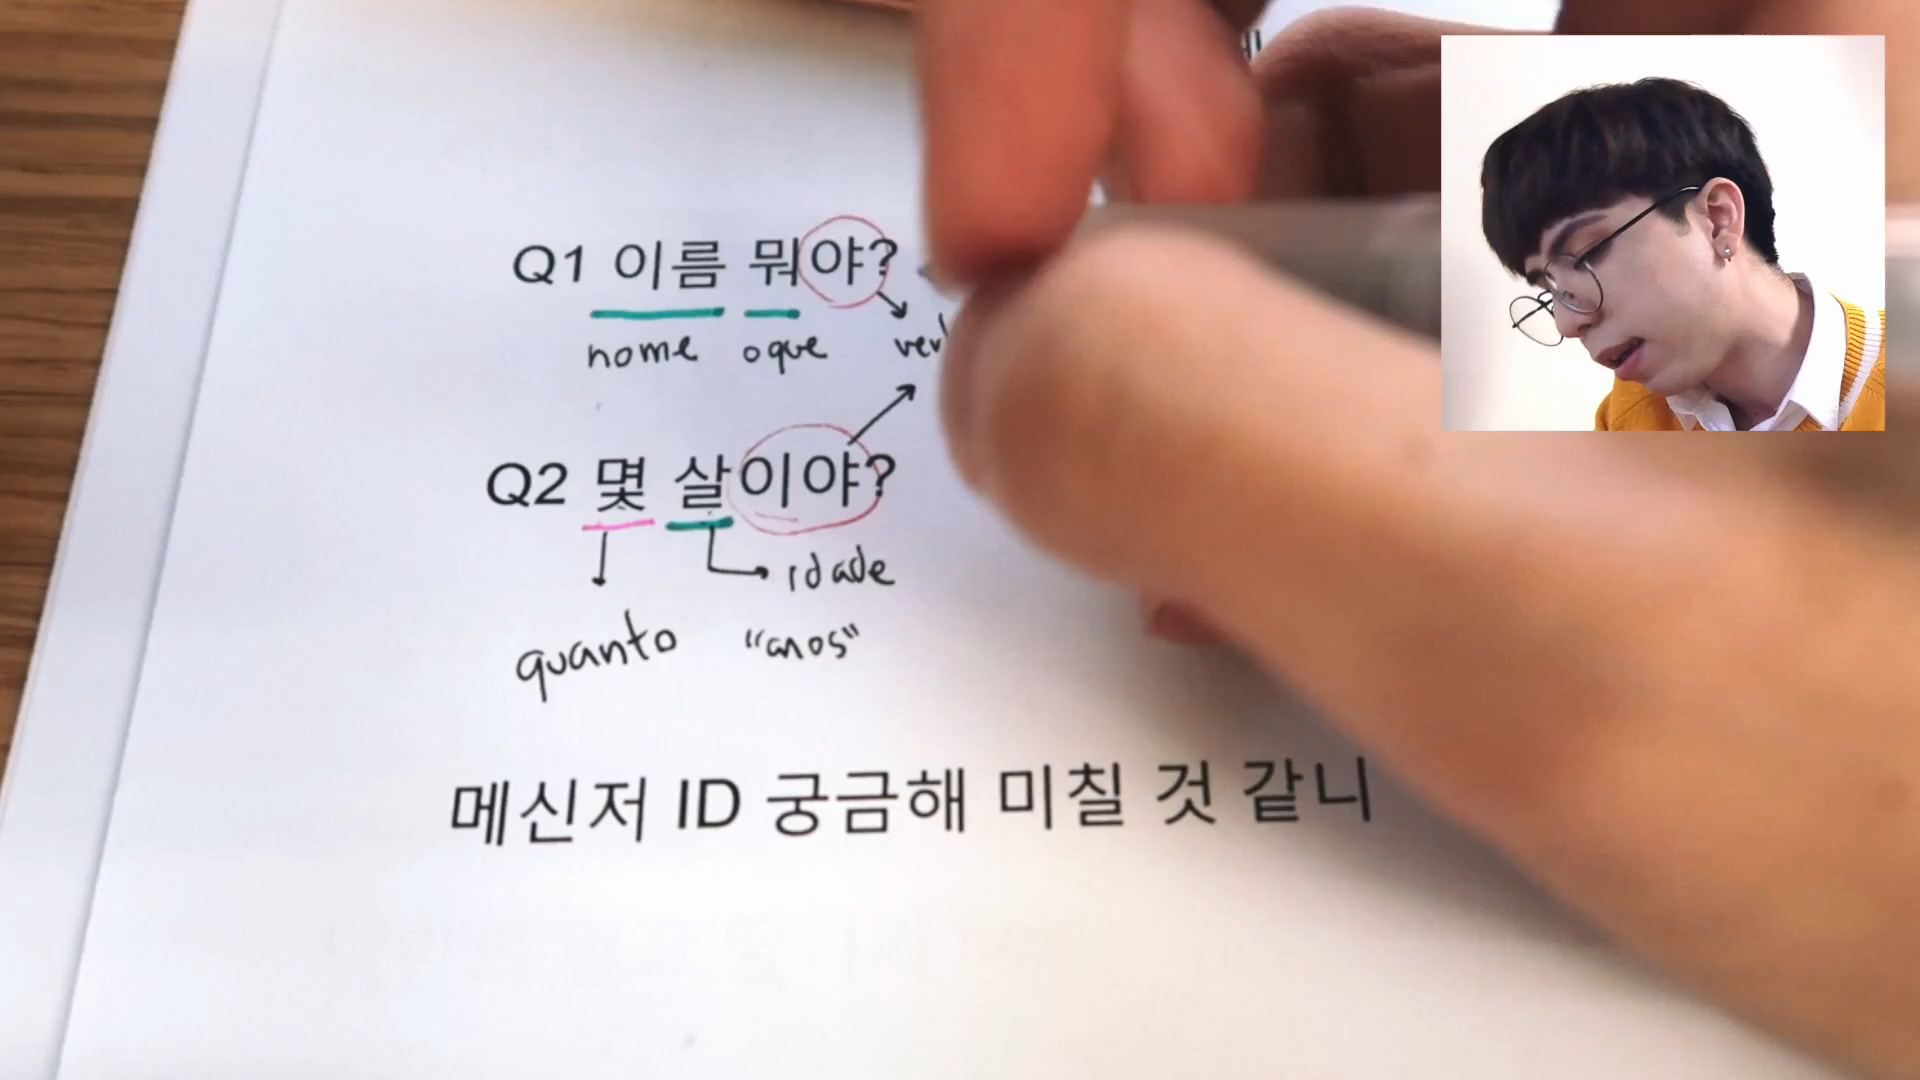 Q1 이름 뭐야?
nome oque
Q2 몇 살이야?
idade
quanto "anos"
메신저 ID 궁금해 미칠 것 같니